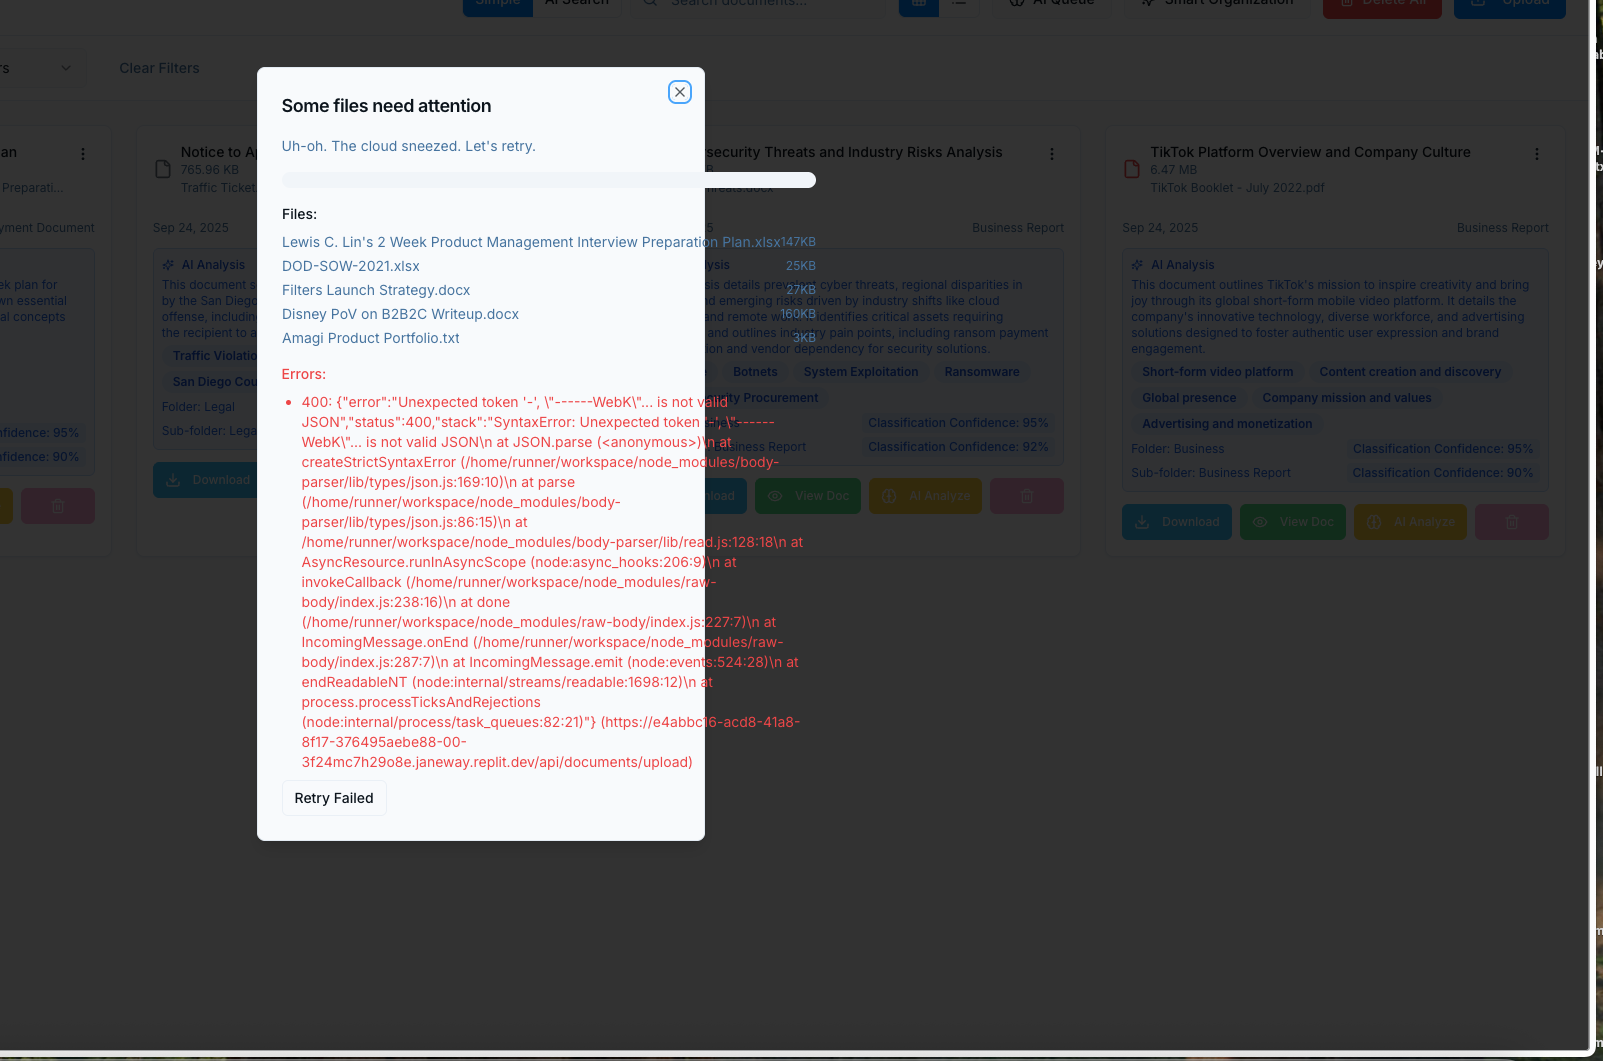 Simple
AI Search
Search documents...
AI Queue
Smart Organization
Delete All
Upload
rs
Clear Filters
Some files need attention
Uh-oh. The cloud sneezed. Let's retry.
Files:
Lewis C. Lin's 2 Week Product Management Interview Preparation Plan.xlsx 147KB
DOD-SOW-2021.xlsx 25KB
Filters Launch Strategy.docx 27KB
Disney PoV on B2B2C Writeup.docx 160KB
Amagi Product Portfolio.txt 3KB
Errors:
400: {"error":"Unexpected token '-', \"------WebK\"... is not valid
JSON","status":400,"stack":"SyntaxError: Unexpected token '-', \"------
WebK\"... is not valid JSON\n at JSON.parse (<anonymous>)\n at
createStrictSyntaxError (/home/runner/workspace/node_modules/body-
parser/lib/types/json.js:169:10)\n at parse
(/home/runner/workspace/node_modules/body-
parser/lib/types/json.js:86:15)\n at
/home/runner/workspace/node_modules/body-parser/lib/read.js:128:18\n at
AsyncResource.runInAsyncScope (node:async_hooks:206:9)\n at
invokeCallback (/home/runner/workspace/node_modules/raw-
body/index.js:238:16)\n at done
(/home/runner/workspace/node_modules/raw-body/index.js:227:7)\n at
IncomingMessage.onEnd (/home/runner/workspace/node_modules/raw-
body/index.js:287:7)\n at IncomingMessage.emit (node:events:524:28)\n at
endReadableNT (node:internal/streams/readable:1698:12)\n at
process.processTicksAndRejections
(node:internal/process/task_queues:82:21)"} (https://e4abbc16-acd8-41a8-
8f17-376495aebe88-00-
3f24mc7h29o8e.janeway.replit.dev/api/documents/upload)
Retry Failed
an
Preparati...
yment Document
ek plan for
wn essential
al concepts
nfidence: 95%
nfidence: 90%
Notice to Ap
765.96 KB
Traffic Ticket
Sep 24, 2025
AI Analysis
This document s
by the San Diego
offense, includin
the recipient to a
Traffic Violatio
San Diego Cou
Folder: Legal
Sub-folder: Lega
Download
security Threats and Industry Risks Analysis
hreats.docx
Business Report
lysis
sis details prev cyber threats, regional disparities in
d emerging risks driven by industry shifts like cloud
and remote w identifies critical assets requiring
and outlines industry pain points, including ransom payment
ion and vendor dependency for security solutions.
Botnets
System Exploitation
Ransomware
rity Procurement
Classification Confidence: 95%
Business Report
Classification Confidence: 92%
nload
View Doc
AI Analyze
TikTok Platform Overview and Company Culture
6.47 MB
TikTok Booklet - July 2022.pdf
Sep 24, 2025
Business Report
AI Analysis
This document outlines TikTok's mission to inspire creativity and bring
joy through its global short-form mobile video platform. It details the
company's innovative technology, diverse workforce, and advertising
solutions designed to foster authentic user expression and brand
engagement.
Short-form video platform
Content creation and discovery
Global presence
Company mission and values
Advertising and monetization
Folder: Business
Classification Confidence: 95%
Sub-folder: Business Report
Classification Confidence: 90%
Download
View Doc
AI Analyze